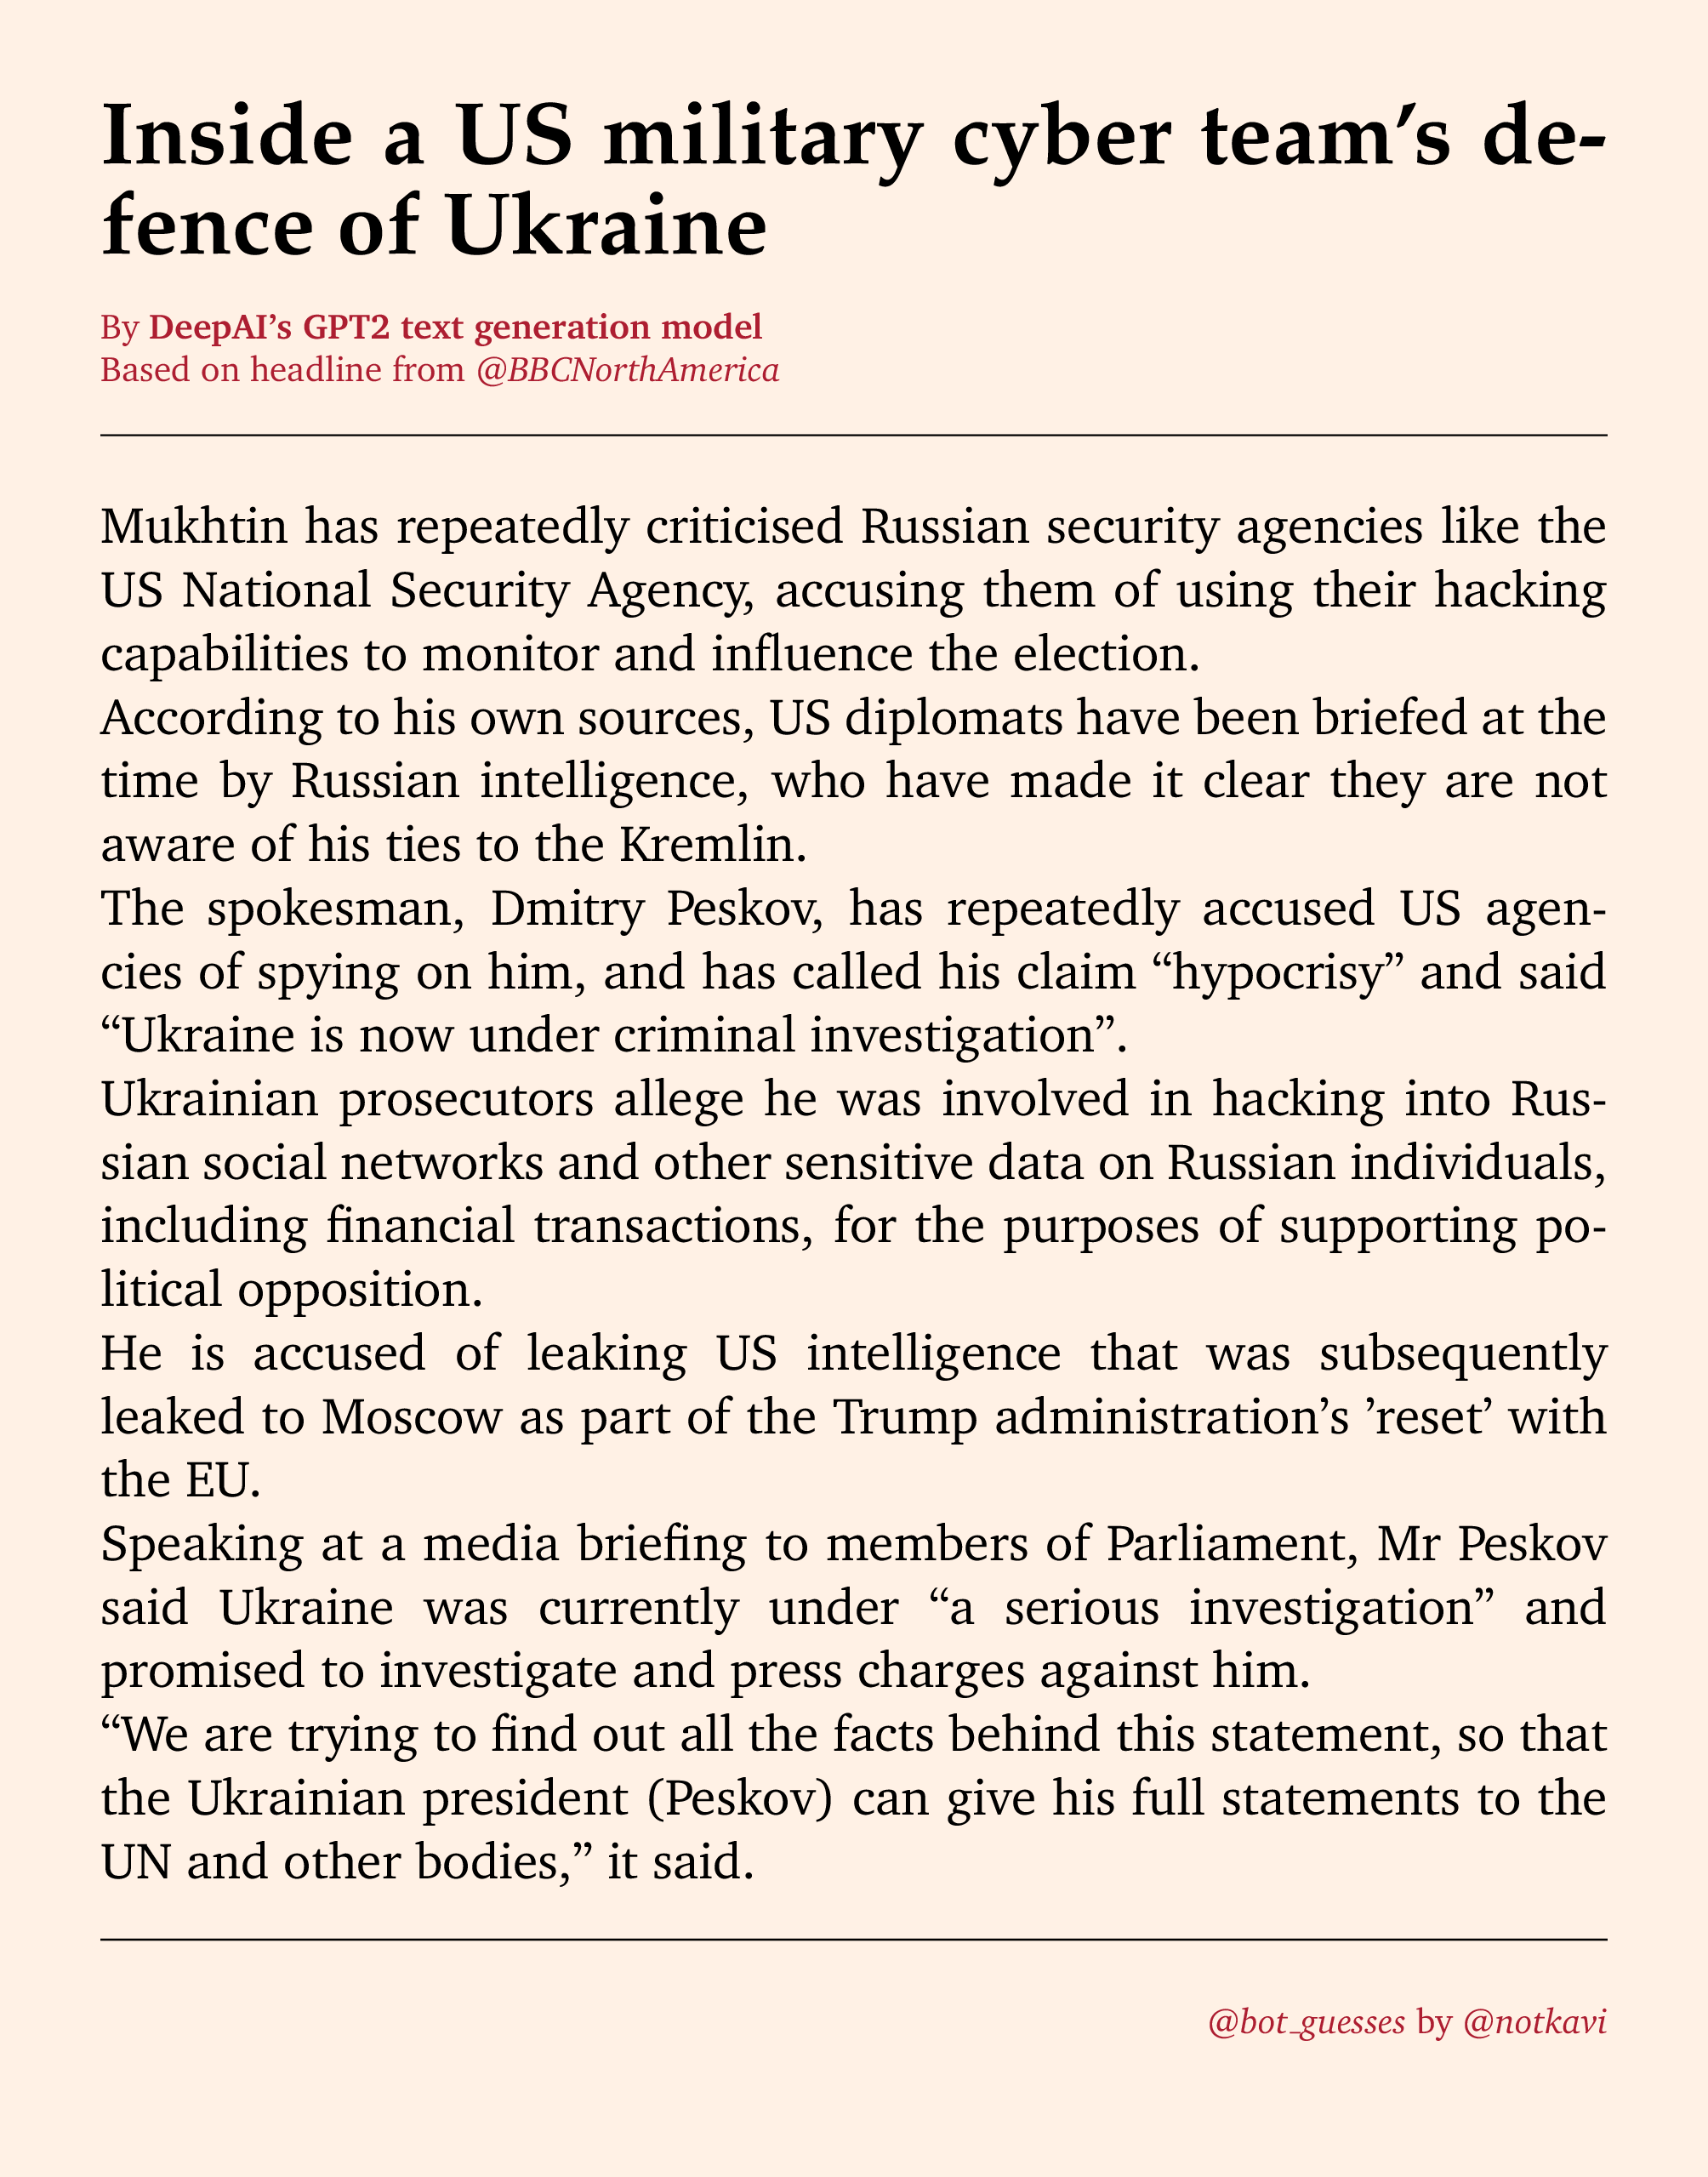 Inside a US military cyber team’s de-
fence of Ukraine
By DeepAI’s GPT2 text generation model
Based on headline from @BBCNorthAmerica
Mukhtin has repeatedly criticised Russian security agencies like the
US National Security Agency, accusing them of using their hacking
capabilities to monitor and influence the election.
According to his own sources, US diplomats have been briefed at the
time by Russian intelligence, who have made it clear they are not
aware of his ties to the Kremlin.
The spokesman, Dmitry Peskov, has repeatedly accused US agen-
cies of spying on him, and has called his claim “hypocrisy” and said
“Ukraine is now under criminal investigation”.
Ukrainian prosecutors allege he was involved in hacking into Rus-
sian social networks and other sensitive data on Russian individuals,
including financial transactions, for the purposes of supporting po-
litical opposition.
He is accused of leaking US intelligence that was subsequently
leaked to Moscow as part of the Trump administration’s ’reset’ with
the EU.
Speaking at a media briefing to members of Parliament, Mr Peskov
said Ukraine was currently under “a serious investigation” and
promised to investigate and press charges against him.
“We are trying to find out all the facts behind this statement, so that
the Ukrainian president (Peskov) can give his full statements to the
UN and other bodies,” it said.
@bot_guesses by @notkavi